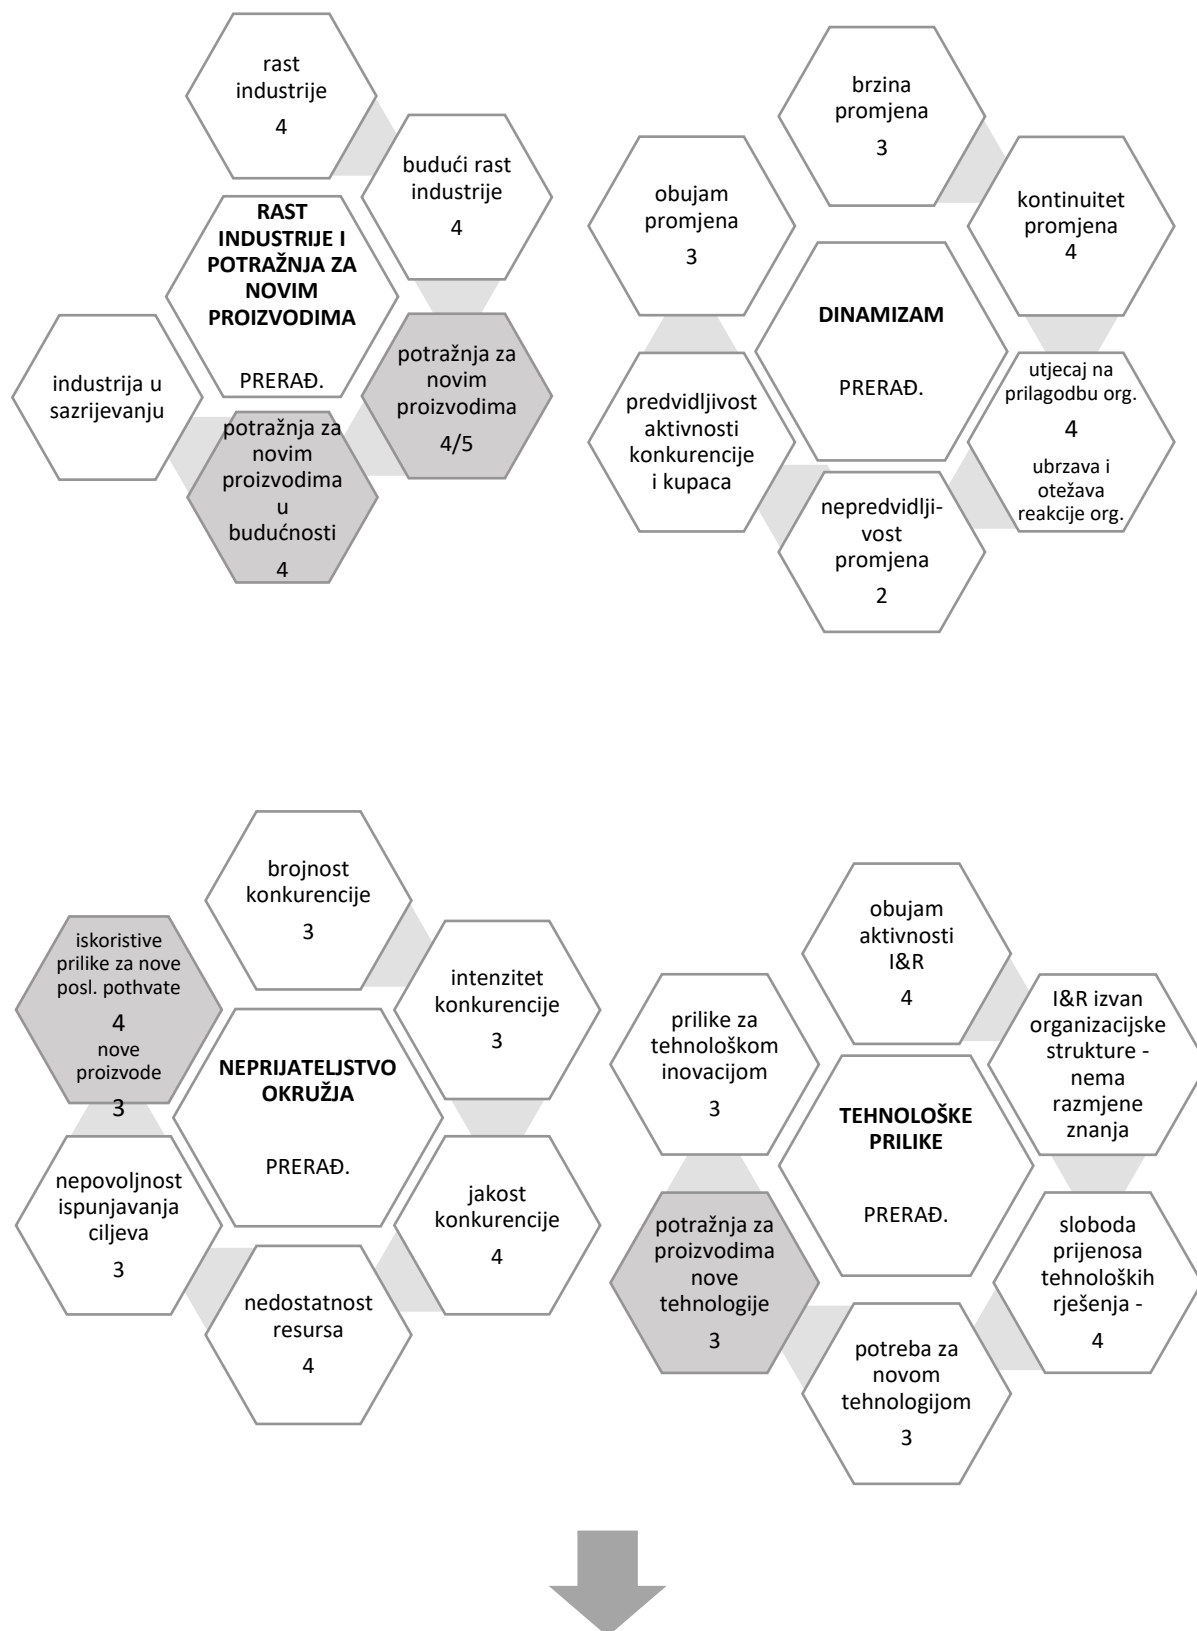 rast
industrije
4
budući rast
industrije
4
RAST
INDUSTRIJE I
POTRAŽNJA ZA
NOVIM
PROIZVODIMA
PRERAĐ.
potražnja za
novim
proizvodima
4/5
potražnja za
novim
proizvodima
u
budućnosti
4
industrija u
sazrijevanju
brzina
promjena
3
kontinuitet
promjena
4
DINAMIZAM
PRERAĐ.
utjecaj na
prilagodbu org.
4
ubrzava i
otežava
reakcije org.
nepredvidlji-
vost
promjena
2
predvidljivost
aktivnosti
konkurencije
i kupaca
obujam
promjena
3
brojnost
konkurencije
3
intenzitet
konkurencije
3
NEPRIJATELJSTVO
OKRUŽJA
PRERAĐ.
jakost
konkurencije
4
nedostatnost
resursa
4
nepovoljnost
ispunjavanja
ciljeva
3
iskoristive
prilike za nove
posl. pothvate
4
nove
proizvode
3
obujam
aktivnosti
I&R
4
I&R izvan
organizacijske
strukture -
nema
razmjene
znanja
TEHNOLOŠKE
PRILIKE
PRERAĐ.
sloboda
prijenosa
tehnoloških
rješenja -
4
potreba za
novom
tehnologijom
3
potražnja za
proizvodima
nove
tehnologije
3
prilike za
tehnološkom
inovacijom
3